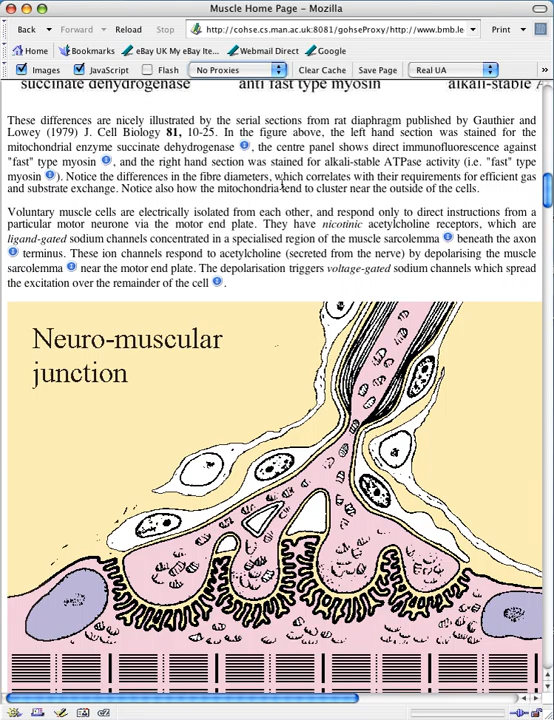 Muscle Home Page – Mozilla
Back Forward Reload http://cohse.cs.man.ac.uk:8081/gohseProxy/http://www.bmb.le Print
Home Bookmarks eBay UK My eBay Ite... Webmail Direct Google
Images JavaScript Flash No Proxies Clear Cache Save Page Real UA
succinate dehydrogenase anti fast type myosin alkali-stable A
These differences are nicely illustrated by the serial sections from rat diaphragm published by Gauthier and
Lowey (1979) J. Cell Biology 81, 10-25. In the figure above, the left hand section was stained for the
mitochondrial enzyme succinate dehydrogenase , the centre panel shows direct immunofluorescence against
"fast" type myosin , and the right hand section was stained for alkali-stable ATPase activity (i.e. "fast" type
myosin ). Notice the differences in the fibre diameters, which correlates with their requirements for efficient gas
and substrate exchange. Notice also how the mitochondria tend to cluster near the outside of the cells.
Voluntary muscle cells are electrically isolated from each other, and respond only to direct instructions from a
particular motor neurone via the motor end plate. They have nicotinic acetylcholine receptors, which are
ligand-gated sodium channels concentrated in a specialised region of the muscle sarcolemma beneath the axon
terminus. These ion channels respond to acetylcholine (secreted from the nerve) by depolarising the muscle
sarcolemma near the motor end plate. The depolarisation triggers voltage-gated sodium channels which spread
the excitation over the remainder of the cell .
Neuro-muscular
junction